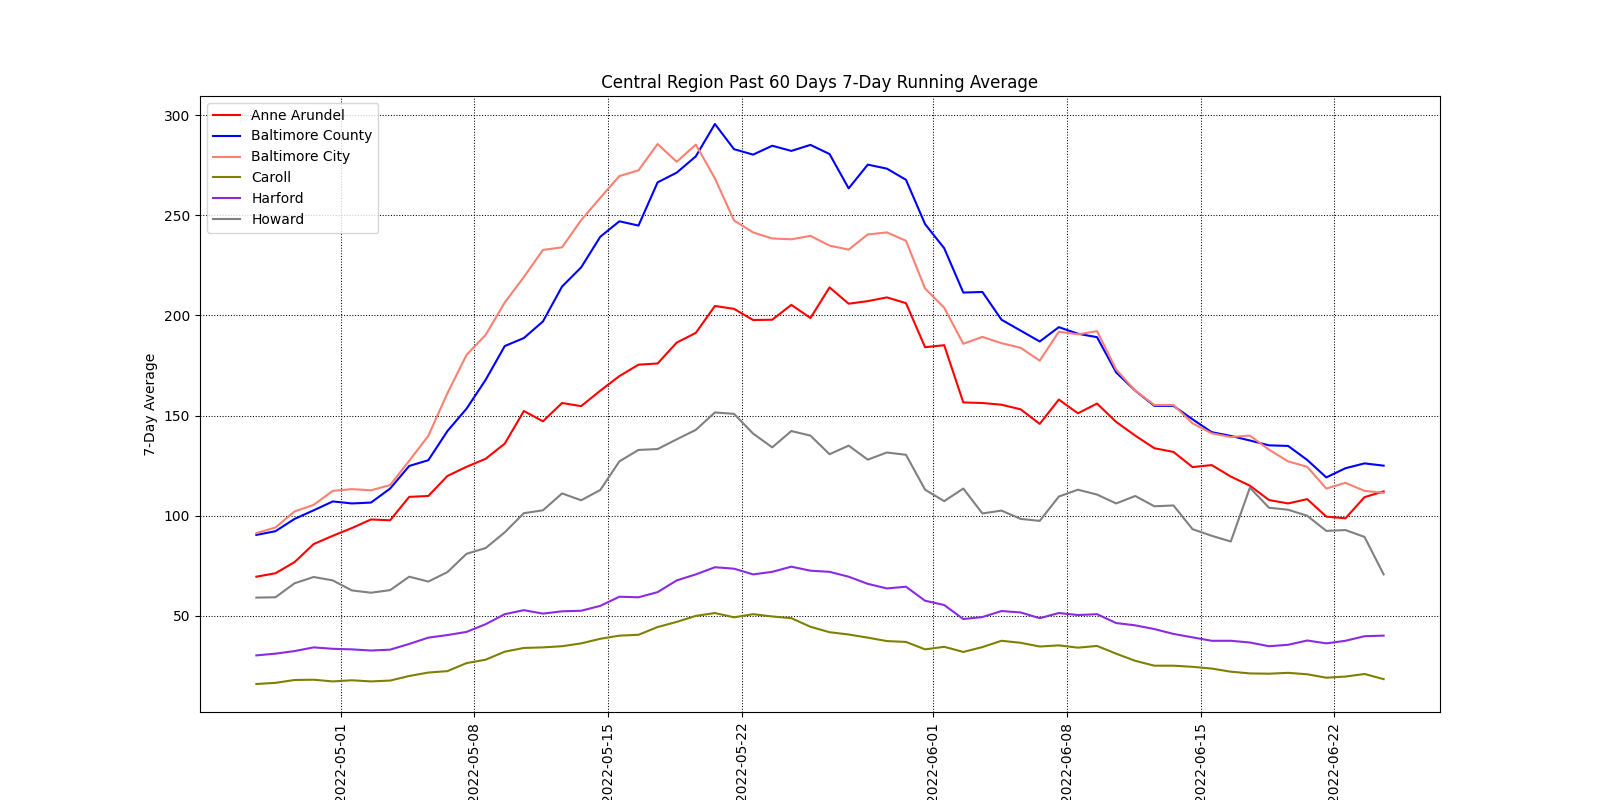 Central Region Past 60 Days 7-Day Running Average
Anne Arundel
Baltimore County
Baltimore City
Caroll
Harford
Howard
300
250
200
150
100
50
7-Day Average
2022-05-01
2022-05-08
2022-05-15
2022-05-22
2022-06-01
2022-06-08
2022-06-15
2022-06-22